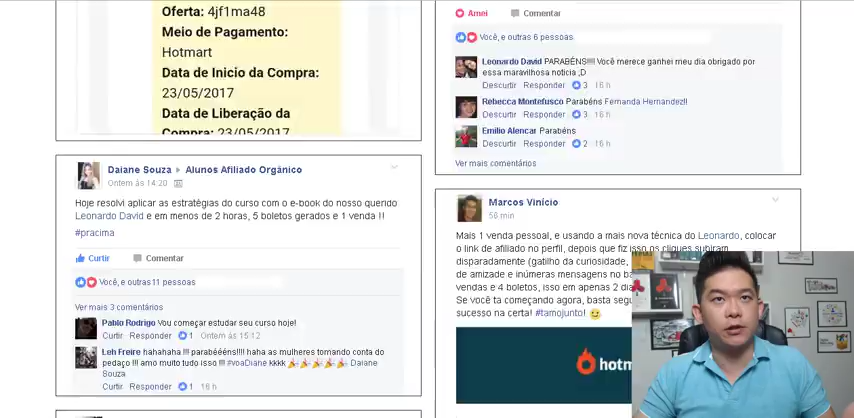 Oferta: 4jf1ma48
Meio de Pagamento:
Hotmart
Data de Inicio da Compra:
23/05/2017
Data de Liberação da
Compra: 23/05/2017
Daiane Souza ▸ Alunos Afiliado Orgânico
Ontem às 14:20
Hoje resolvi aplicar as estratégias do curso com o e-book do nosso querido
Leonardo David e em menos de 2 horas, 5 boletos gerados e 1 venda !!
#pracima
Curtir Comentar
Você, e outras 11 pessoas
Ver mais 3 comentários
Pablo Rodrigo Vou começar estudar seu curso hoje!
Curtir Responder 1 Ontem às 15:12
Leh Freire hahahaha !!! parabééééns!!!! haha as mulheres tomando conta do
pedaço !!! amo muito tudo isso !!! #voaDiane kkkk 🎉🎉🎉🎉🎉 Daiane
Souza
Curtir Responder 1 16 h
Amei Comentar
Você, e outras 6 pessoas
Leonardo David PARABÉNS!!!! Você merece ganhei meu dia obrigado por
essa maravilhosa notícia ;D
Descurtir Responder 3 16 h
Rebecca Montefusco Parabéns Fernanda Hernandez!!
Descurtir Responder 3 16 h
Emilio Alencar Parabéns
Descurtir Responder 2 16 h
Ver mais comentários
Marcos Vinício
56 min
Mais 1 venda pessoal, e usando a mais nova técnica do Leonardo, colocar
o link de afiliado no perfil, depois que fiz isso os cliques subiram
disparadamente (gatilho da curiosidade,
de amizade e inúmeras mensagens no
vendas e 4 boletos, isso em apenas 2
Se você ta começando agora, basta
sucesso na certa! #tamojunto! 😉
hotm